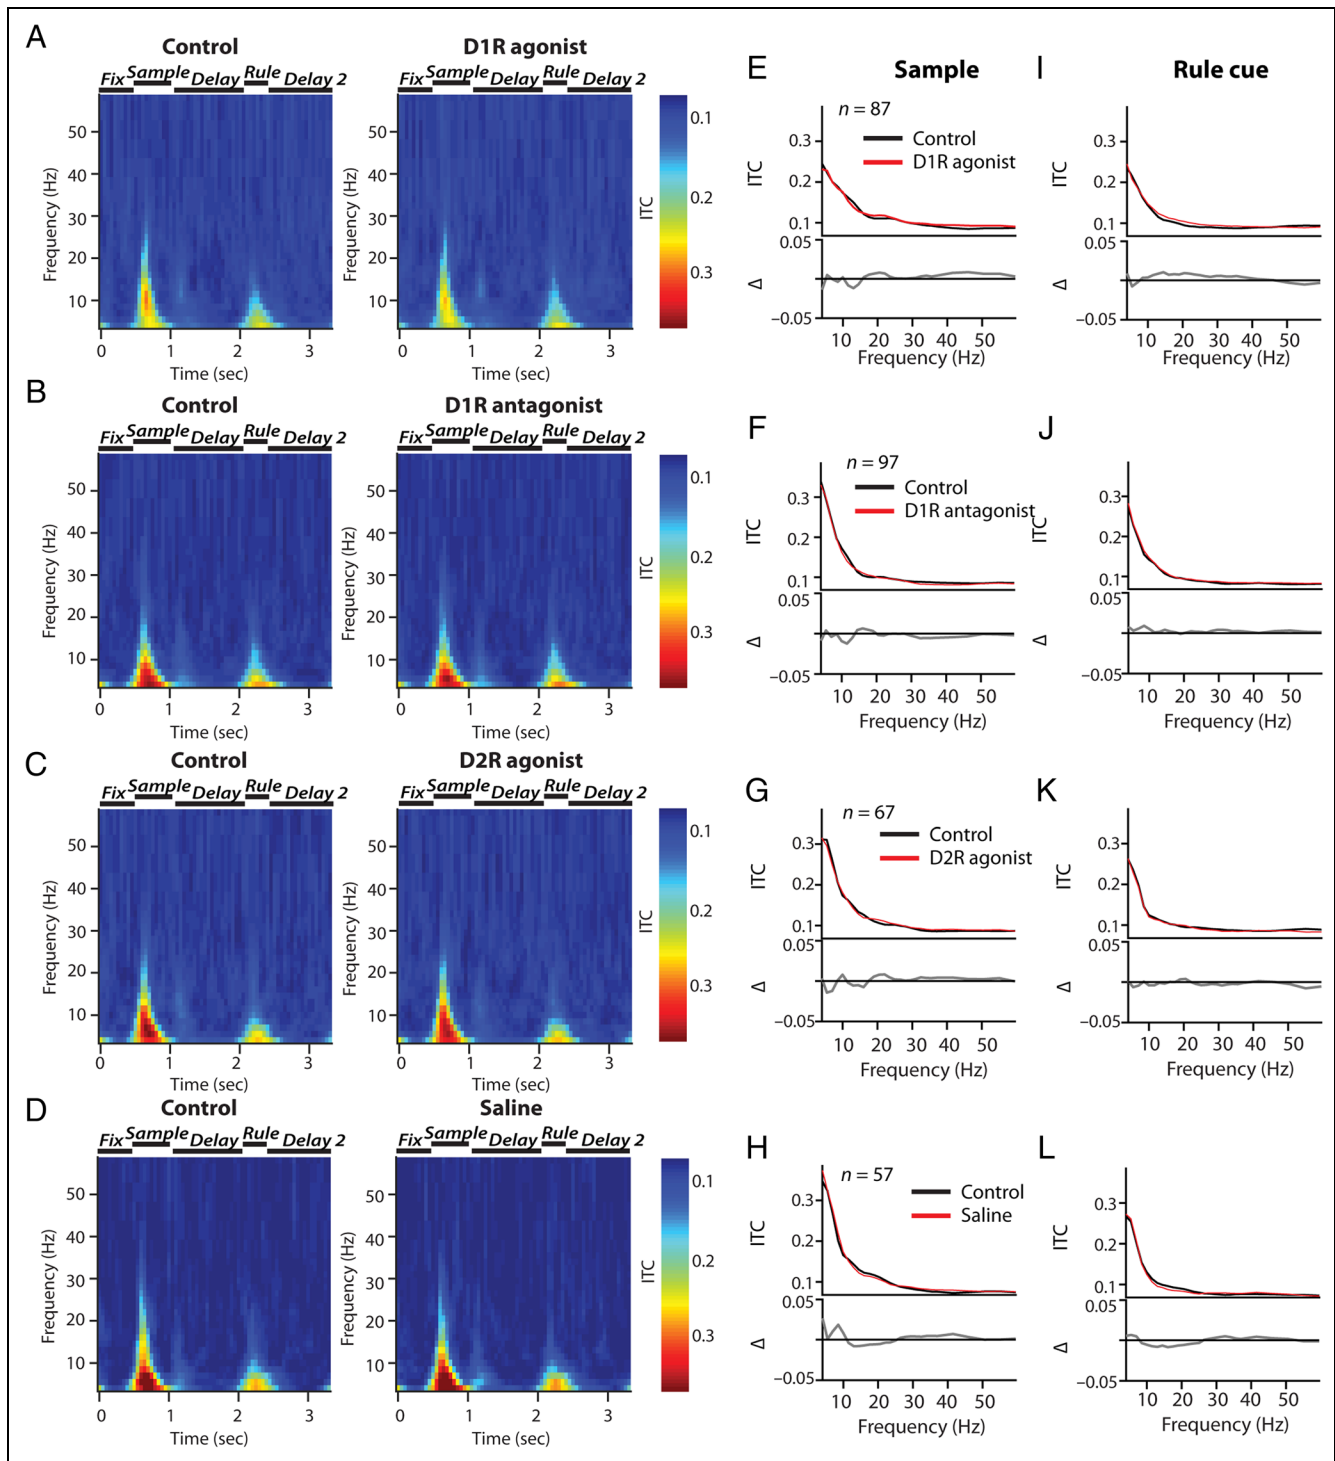 A
Control
D1R agonist
Fix Sample Delay Rule Delay 2
Fix Sample Delay Rule Delay 2
50
40
30
20
10
Frequency (Hz)
0 1 2 3
Time (sec)
50
40
30
20
10
Frequency (Hz)
0 1 2 3
Time (sec)
0.1
0.2
0.3
ITC
E
Sample
n = 87
Control
D1R agonist
0.3
0.2
0.1
ITC
0.05
−0.05
Δ
10 20 30 40 50
Frequency (Hz)
I
Rule cue
0.3
0.2
0.1
ITC
0.05
−0.05
Δ
10 20 30 40 50
Frequency (Hz)
B
Control
D1R antagonist
Fix Sample Delay Rule Delay 2
Fix Sample Delay Rule Delay 2
50
40
30
20
10
Frequency (Hz)
0 1 2 3
Time (sec)
50
40
30
20
10
Frequency (Hz)
0 1 2 3
Time (sec)
0.1
0.2
0.3
ITC
F
n = 97
Control
D1R antagonist
0.3
0.2
0.1
ITC
0.05
−0.05
Δ
10 20 30 40 50
Frequency (Hz)
J
0.3
0.2
0.1
ITC
0.05
−0.05
Δ
10 20 30 40 50
Frequency (Hz)
C
Control
D2R agonist
Fix Sample Delay Rule Delay 2
Fix Sample Delay Rule Delay 2
50
40
30
20
10
Frequency (Hz)
0 1 2 3
Time (sec)
50
40
30
20
10
Frequency (Hz)
0 1 2 3
Time (sec)
0.1
0.2
0.3
ITC
G
n = 67
Control
D2R agonist
0.3
0.2
0.1
ITC
0.05
−0.05
Δ
10 20 30 40 50
Frequency (Hz)
K
0.3
0.2
0.1
ITC
0.05
−0.05
Δ
10 20 30 40 50
Frequency (Hz)
D
Control
Saline
Fix Sample Delay Rule Delay 2
Fix Sample Delay Rule Delay 2
50
40
30
20
10
Frequency (Hz)
0 1 2 3
Time (sec)
50
40
30
20
10
Frequency (Hz)
0 1 2 3
Time (sec)
0.1
0.2
0.3
ITC
H
n = 57
Control
Saline
0.3
0.2
0.1
ITC
0.05
−0.05
Δ
10 20 30 40 50
Frequency (Hz)
L
0.3
0.2
0.1
ITC
0.05
−0.05
Δ
10 20 30 40 50
Frequency (Hz)